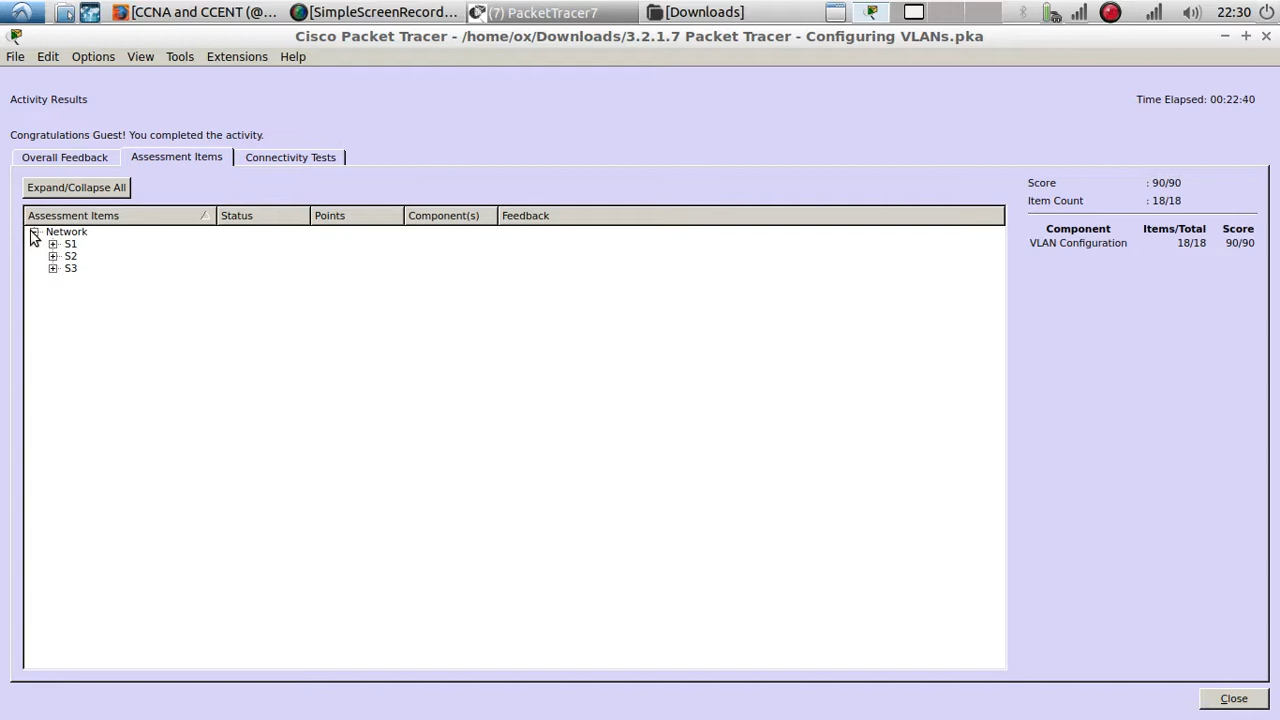 [CCNA and CCENT (@... [SimpleScreenRecord... (7) PacketTracer7 [Downloads] 22:30
Cisco Packet Tracer - /home/ox/Downloads/3.2.1.7 Packet Tracer - Configuring VLANs.pka
File Edit Options View Tools Extensions Help
Activity Results Time Elapsed: 00:22:40
Congratulations Guest! You completed the activity.
Overall Feedback Assessment Items Connectivity Tests
Expand/Collapse All
Assessment Items Status Points Component(s) Feedback
Network
S1
S2
S3
Score : 90/90
Item Count : 18/18
Component Items/Total Score
VLAN Configuration 18/18 90/90
Close